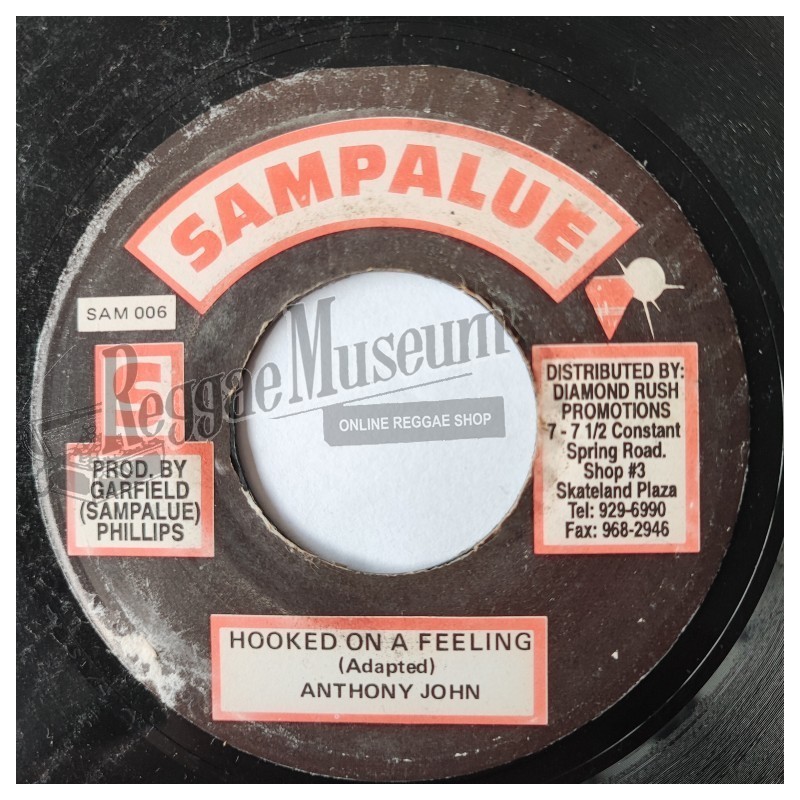 SAMPALUE
SAM 006
S
Reggae Museum
ONLINE REGGAE SHOP
PROD. BY
GARFIELD
(SAMPALUE)
PHILLIPS
DISTRIBUTED BY:
DIAMOND RUSH
PROMOTIONS
7 - 7 1/2 Constant
Spring Road.
Shop #3
Skateland Plaza
Tel: 929-6990
Fax: 968-2946
HOOKED ON A FEELING
(Adapted)
ANTHONY JOHN